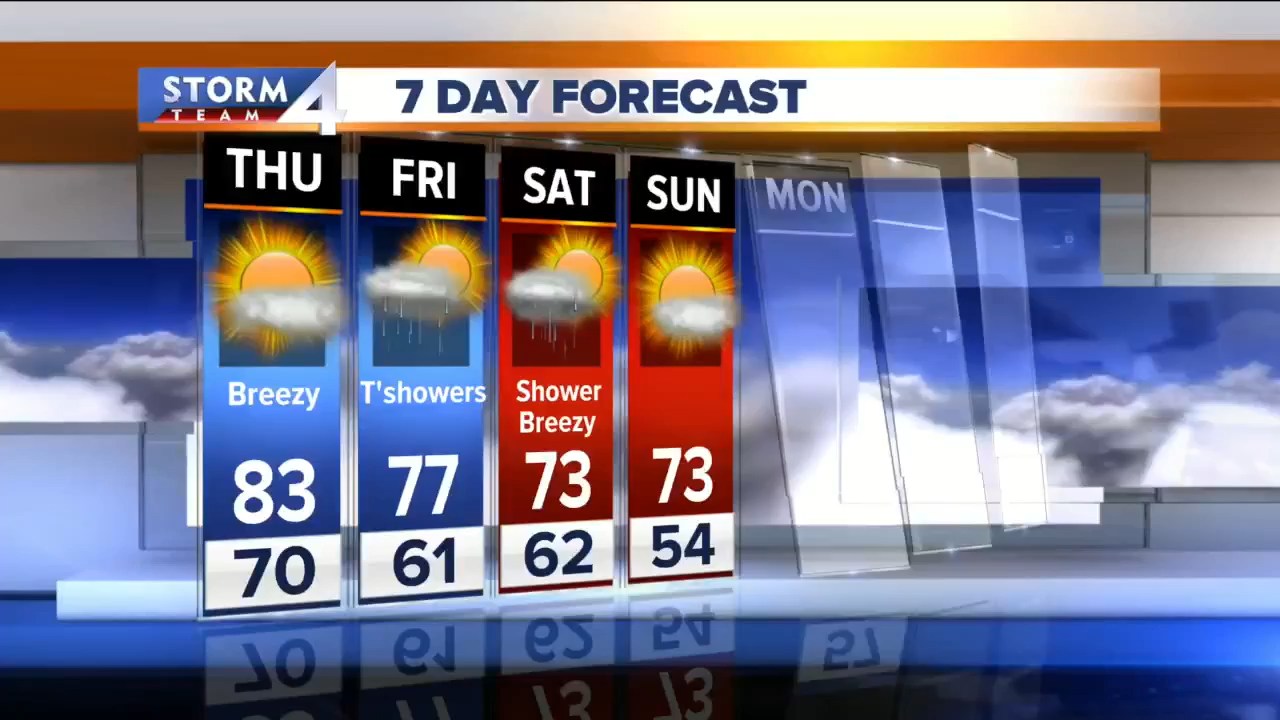 STORM
TEAM
4
7 DAY FORECAST
THU
Breezy
83
70
FRI
T'showers
77
61
SAT
Shower
Breezy
73
62
SUN
73
54
MON
57